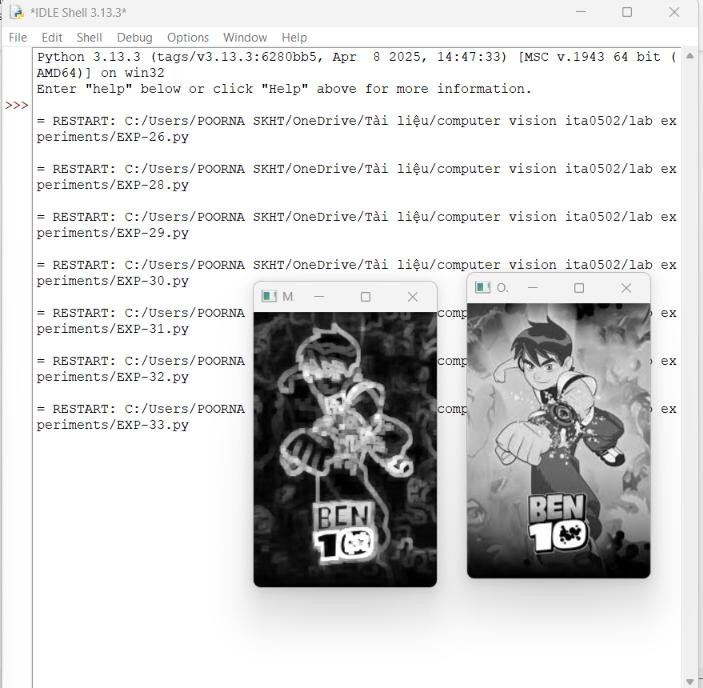 *IDLE Shell 3.13.3*
File Edit Shell Debug Options Window Help
Python 3.13.3 (tags/v3.13.3:6280bb5, Apr  8 2025, 14:47:33) [MSC v.1943 64 bit (
AMD64)] on win32
Enter "help" below or click "Help" above for more information.
>>>
= RESTART: C:/Users/POORNA SKHT/OneDrive/Tài liệu/computer vision ita0502/lab ex
periments/EXP-26.py
= RESTART: C:/Users/POORNA SKHT/OneDrive/Tài liệu/computer vision ita0502/lab ex
periments/EXP-28.py
= RESTART: C:/Users/POORNA SKHT/OneDrive/Tài liệu/computer vision ita0502/lab ex
periments/EXP-29.py
= RESTART: C:/Users/POORNA SKHT/OneDrive/Tài liệu/computer vision ita0502/lab ex
periments/EXP-30.py
= RESTART: C:/Users/POORNA comp ex
periments/EXP-31.py
= RESTART: C:/Users/POORNA comp ex
periments/EXP-32.py
= RESTART: C:/Users/POORNA comp ex
periments/EXP-33.py
M.
BEN
10
O.
BEN
10